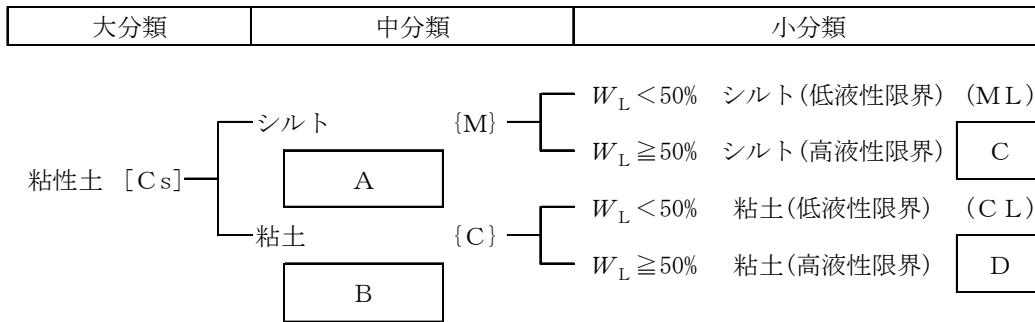 大分類 中分類 小分類
W_L＜50% シルト(低液性限界) (ML)
シルト {M}
W_L≧50% シルト(高液性限界) C
A
粘性土 [Cs]
W_L＜50% 粘土(低液性限界) (CL)
粘土 {C}
W_L≧50% 粘土(高液性限界) D
B